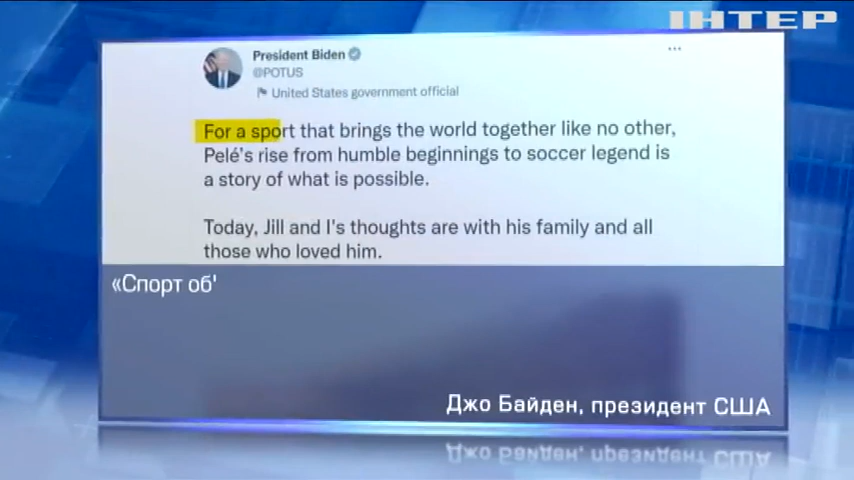 ІНТЕР
President Biden
@POTUS
United States government official
For a sport that brings the world together like no other,
Pelé's rise from humble beginnings to soccer legend is
a story of what is possible.
Today, Jill and I's thoughts are with his family and all
those who loved him.
«Спорт об'
Джо Байден, президент США